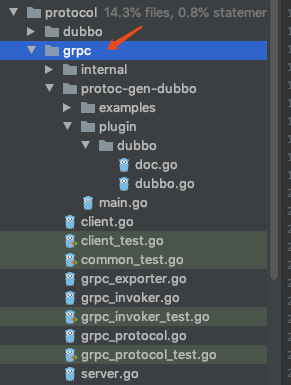 protocol 14.3% files, 0.8% statemer
dubbo
grpc
internal
protoc-gen-dubbo
examples
plugin
dubbo
doc.go
dubbo.go
main.go
client.go
client_test.go
common_test.go
grpc_exporter.go
grpc_invoker.go
grpc_invoker_test.go
grpc_protocol.go
grpc_protocol_test.go
server.go